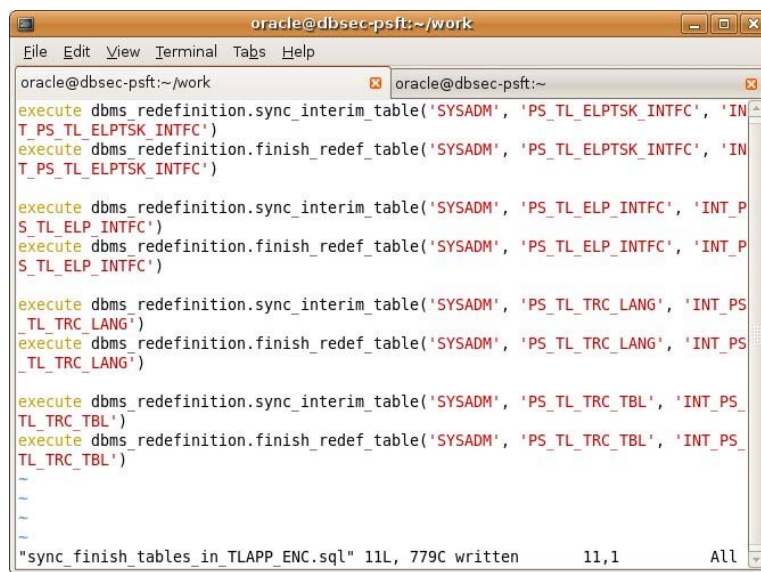 oracle@dbsec-psft:~/work
File Edit View Terminal Tabs Help
oracle@dbsec-psft:~/work oracle@dbsec-psft:~
execute dbms_redefinition.sync_interim_table('SYSADM', 'PS_TL_ELPTSK_INTFC', 'IN
T_PS_TL_ELPTSK_INTFC')
execute dbms_redefinition.finish_redef_table('SYSADM', 'PS_TL_ELPTSK_INTFC', 'IN
T_PS_TL_ELPTSK_INTFC')
execute dbms_redefinition.sync_interim_table('SYSADM', 'PS_TL_ELP_INTFC', 'INT_P
S_TL_ELP_INTFC')
execute dbms_redefinition.finish_redef_table('SYSADM', 'PS_TL_ELP_INTFC', 'INT_P
S_TL_ELP_INTFC')
execute dbms_redefinition.sync_interim_table('SYSADM', 'PS_TL_TRC_LANG', 'INT_PS
_TL_TRC_LANG')
execute dbms_redefinition.finish_redef_table('SYSADM', 'PS_TL_TRC_LANG', 'INT_PS
_TL_TRC_LANG')
execute dbms_redefinition.sync_interim_table('SYSADM', 'PS_TL_TRC_TBL', 'INT_PS_
TL_TRC_TBL')
execute dbms_redefinition.finish_redef_table('SYSADM', 'PS_TL_TRC_TBL', 'INT_PS_
TL_TRC_TBL')
~
~
~
~
"sync_finish_tables_in_TLAPP_ENC.sql" 11L, 779C written 11,1 All